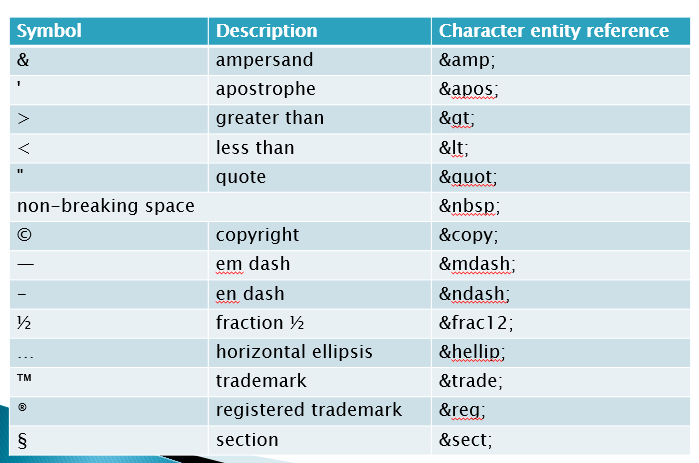 Symbol Description Character entity reference
& ampersand &amp;
' apostrophe &apos;
> greater than &gt;
< less than &lt;
" quote &quot;
non-breaking space &nbsp;
© copyright &copy;
— em dash &mdash;
– en dash &ndash;
½ fraction ½ &frac12;
… horizontal ellipsis &hellip;
™ trademark &trade;
® registered trademark &reg;
§ section &sect;